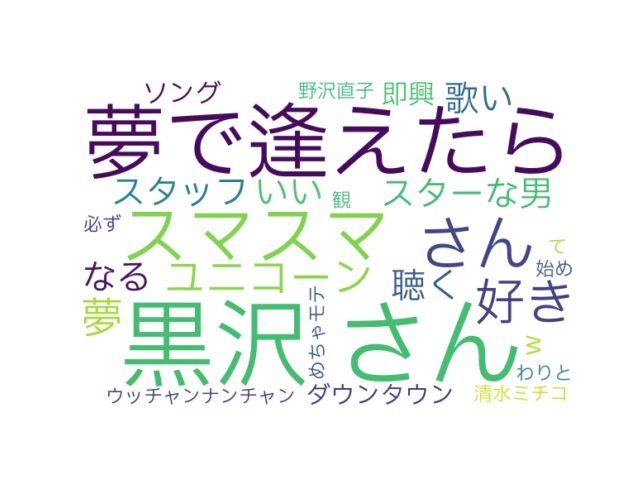 ソング 野沢直子 即興 歌い
夢で逢えたら
スタッフ いい 観 スターな男
必ず スマスマ さん て
なる ユニコーン 聴く 好き 始め
夢 黒沢 さん めちゃモテ w わりと
ウッチャンナンチャン ダウンタウン 清水ミチコ